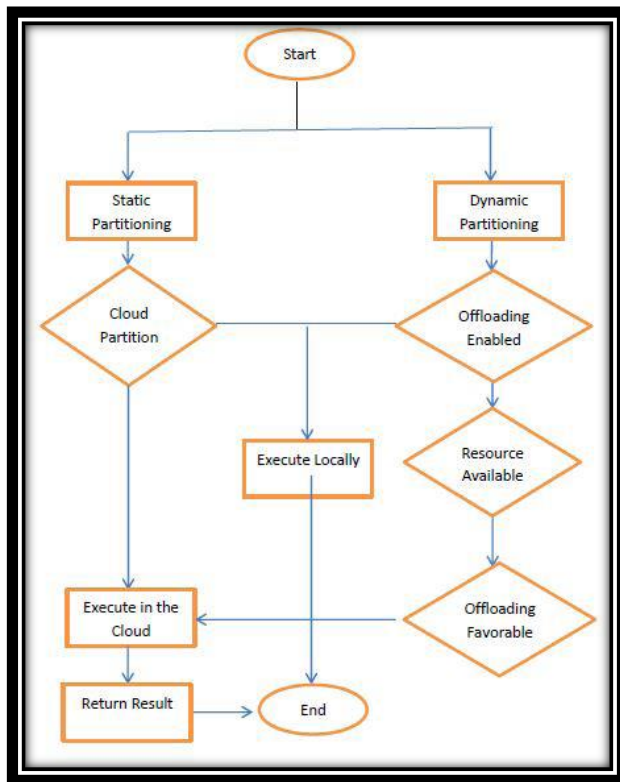 Start
Static
Partitioning
Dynamic
Partitioning
Cloud
Partition
Offloading
Enabled
Execute Locally
Resource
Available
Execute in the
Cloud
Offloading
Favorable
Return Result
End